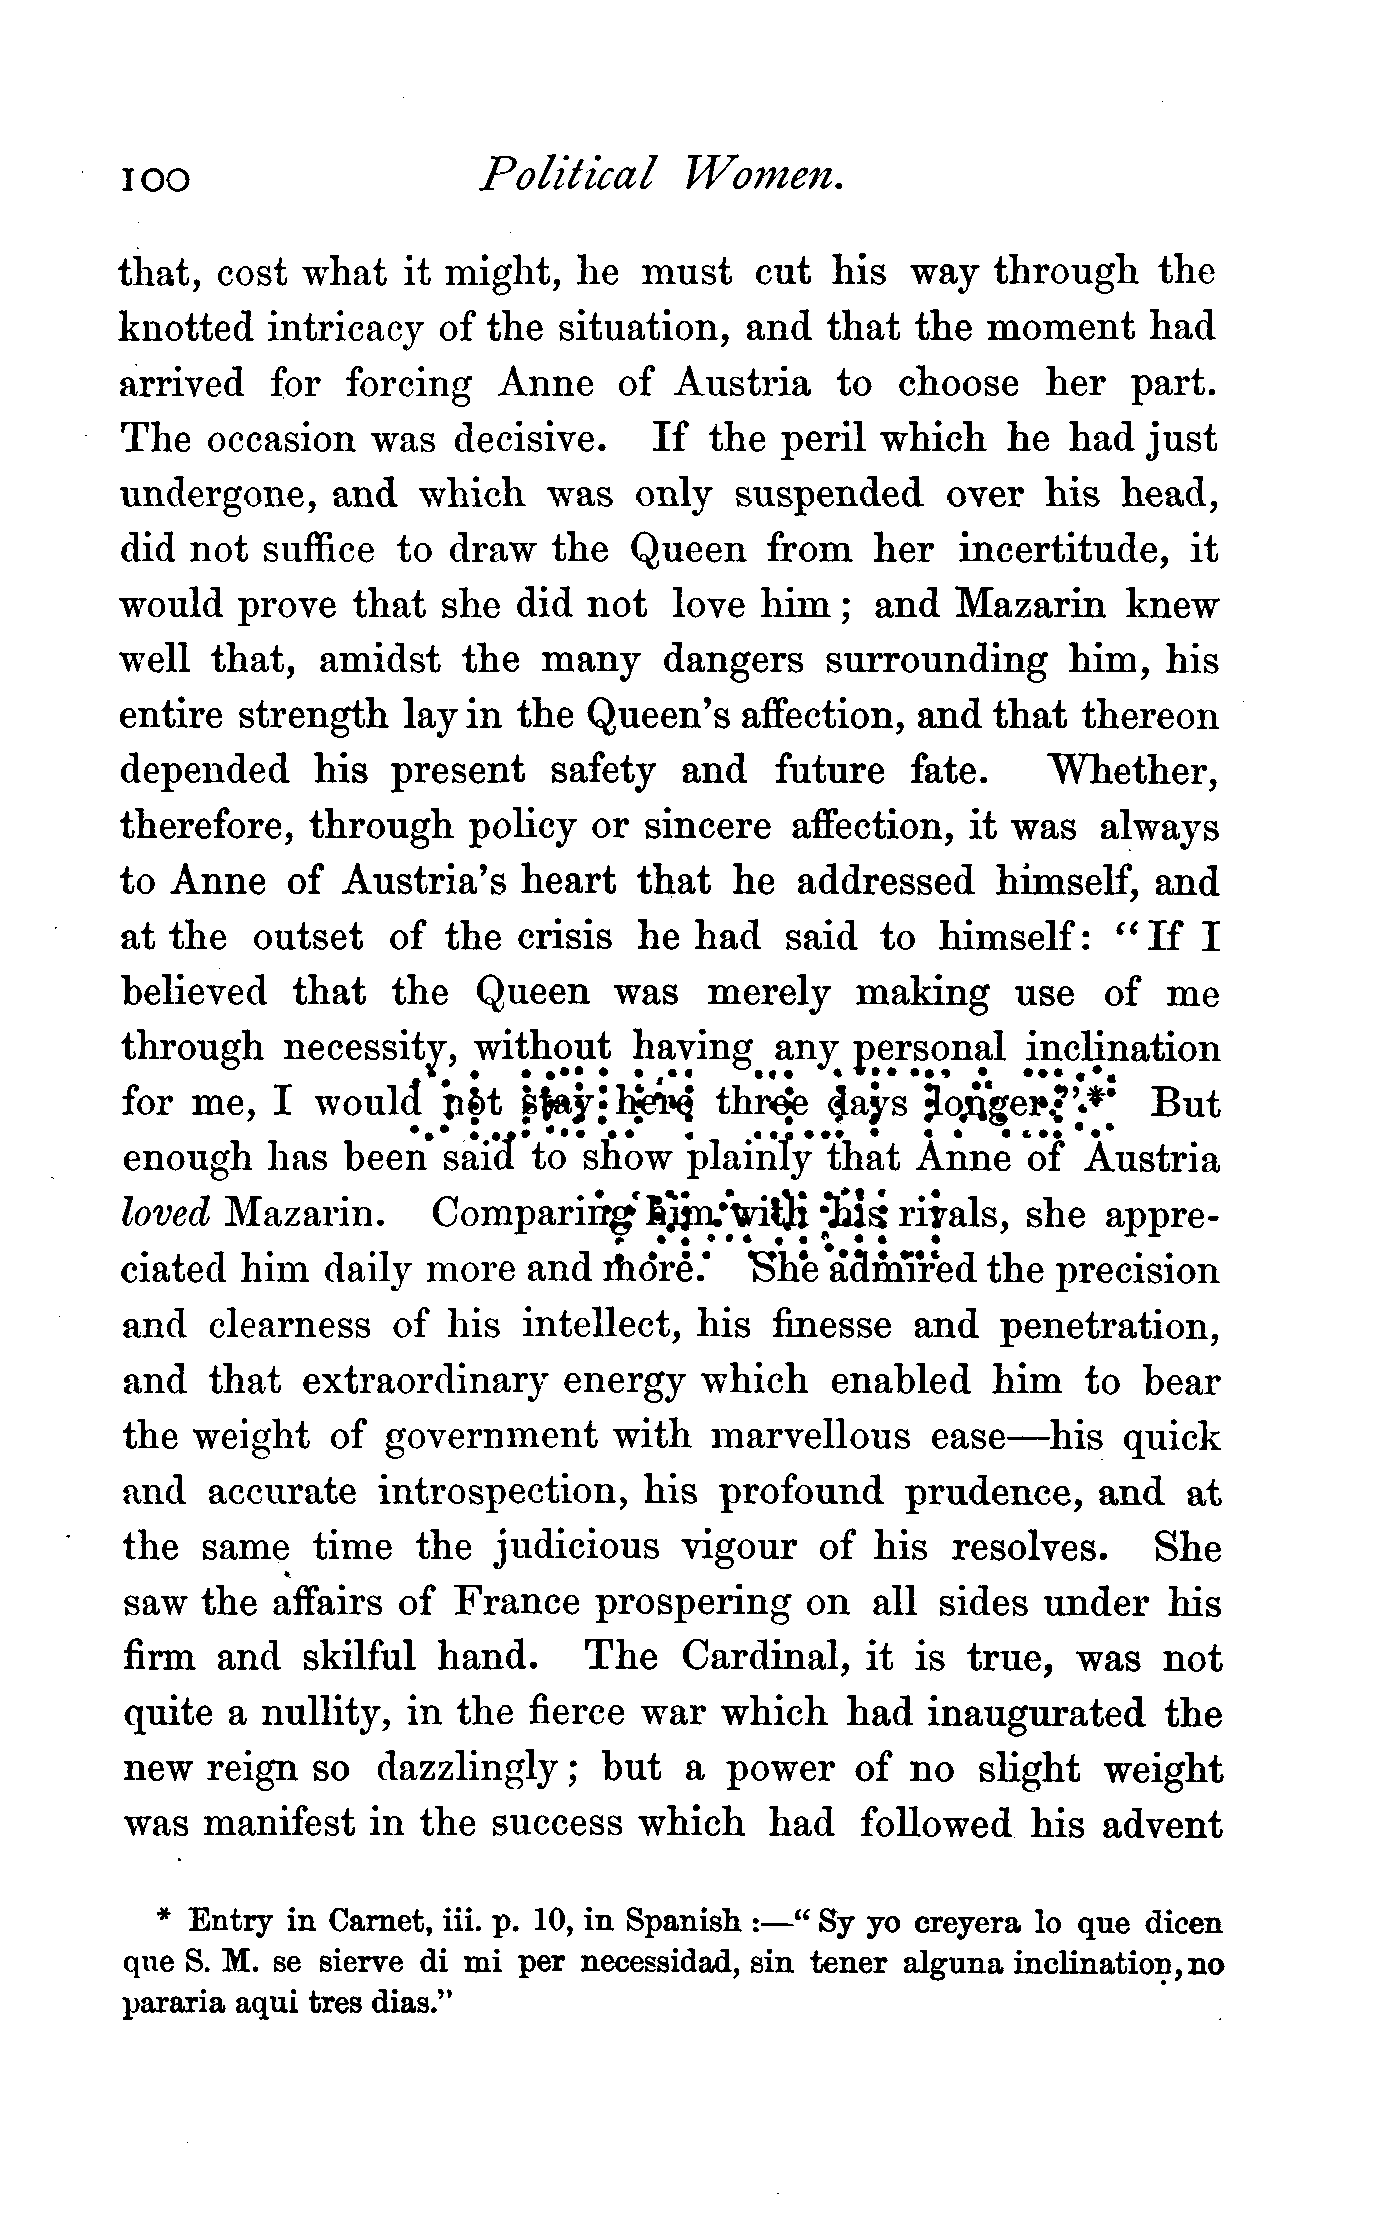 100 Political Women.
that, cost what it might, he must cut his way through the
knotted intricacy of the situation, and that the moment had
arrived for forcing Anne of Austria to choose her part.
The occasion was decisive. If the peril which he had just
undergone, and which was only suspended over his head,
did not suffice to draw the Queen from her incertitude, it
would prove that she did not love him; and Mazarin knew
well that, amidst the many dangers surrounding him, his
entire strength lay in the Queen's affection, and that thereon
depended his present safety and future fate. Whether,
therefore, through policy or sincere affection, it was always
to Anne of Austria's heart that he addressed himself, and
at the outset of the crisis he had said to himself: "If I
believed that the Queen was merely making use of me
through necessity, without having any personal inclination
for me, I would not stay here three days longer."* But
enough has been said to show plainly that Anne of Austria
loved Mazarin. Comparing him with his rivals, she appre-
ciated him daily more and more. She admired the precision
and clearness of his intellect, his finesse and penetration,
and that extraordinary energy which enabled him to bear
the weight of government with marvellous ease—his quick
and accurate introspection, his profound prudence, and at
the same time the judicious vigour of his resolves. She
saw the affairs of France prospering on all sides under his
firm and skilful hand. The Cardinal, it is true, was not
quite a nullity, in the fierce war which had inaugurated the
new reign so dazzlingly; but a power of no slight weight
was manifest in the success which had followed his advent
* Entry in Carnet, iii. p. 10, in Spanish :—"Sy yo creyera lo que dicen
que S. M. se sierve di mi per necessidad, sin tener alguna inclination, no
pararia aqui tres dias."